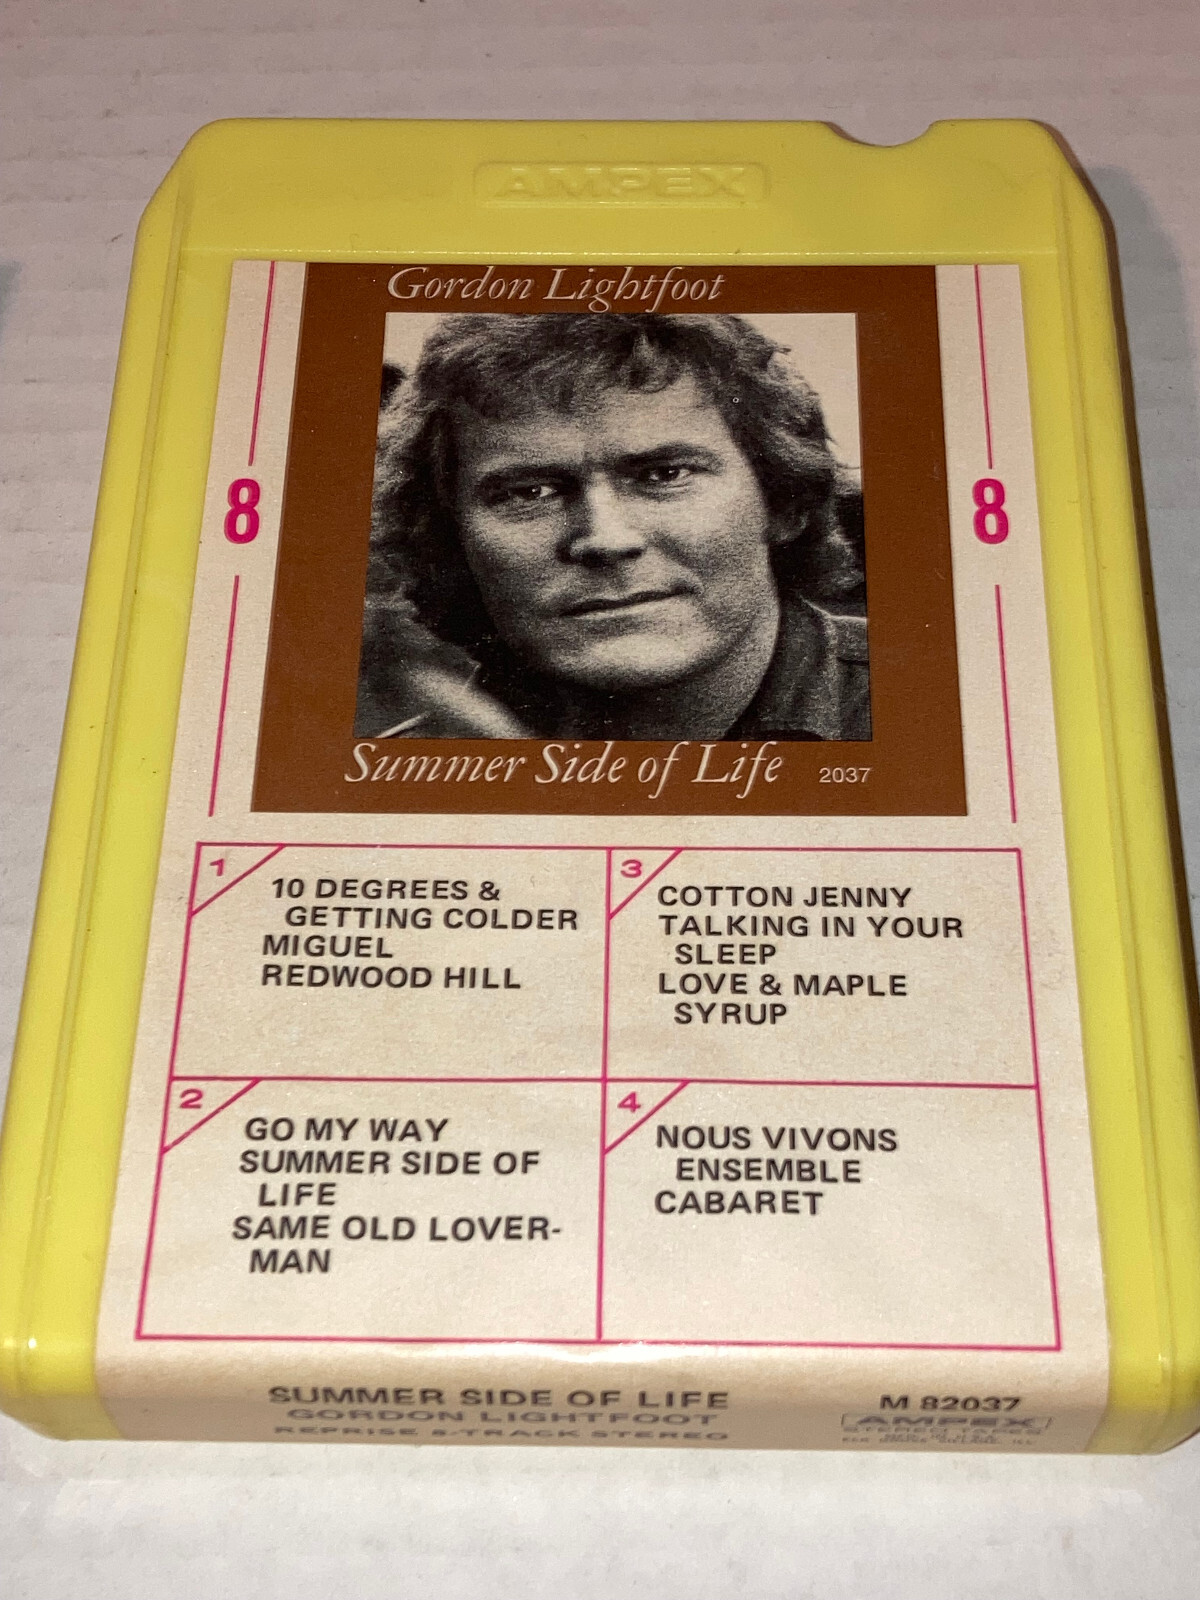 AMPEX
Gordon Lightfoot
8
8
Summer Side of Life 2037
1
10 DEGREES &
GETTING COLDER
MIGUEL
REDWOOD HILL
2
GO MY WAY
SUMMER SIDE OF
LIFE
SAME OLD LOVER-
MAN
3
COTTON JENNY
TALKING IN YOUR
SLEEP
LOVE & MAPLE
SYRUP
4
NOUS VIVONS
ENSEMBLE
CABARET
SUMMER SIDE OF LIFE
GORDON LIGHTFOOT
REPRISE 8-TRACK STEREO
M 82037
AMPEX
STEREO TAPES